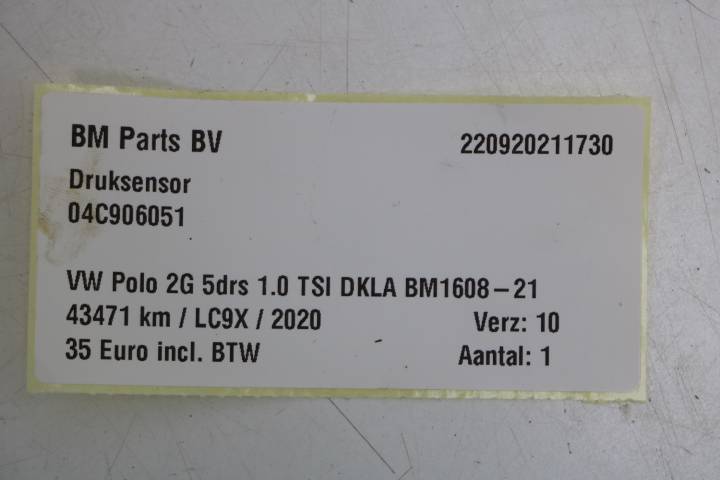 BM Parts BV 220920211730
Druksensor
04C906051
VW Polo 2G 5drs 1.0 TSI DKLA BM1608-21
43471 km / LC9X / 2020 Verz: 10
35 Euro incl. BTW Aantal: 1